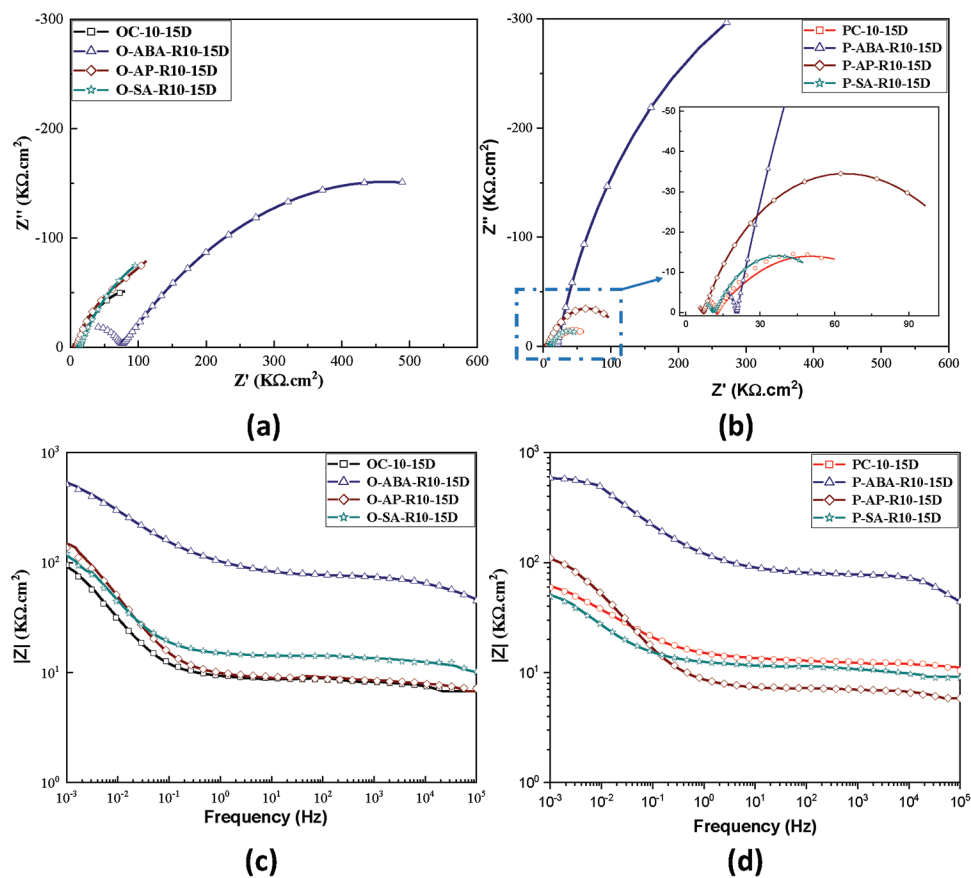 -300
-200
-100
0
0
100
200
300
400
500
600
Z'' (KΩ.cm²)
Z' (KΩ.cm²)
OC-10-15D
O-ABA-R10-15D
O-AP-R10-15D
O-SA-R10-15D
(a)
-300
-200
-100
0
0
100
200
300
400
500
600
Z'' (KΩ.cm²)
Z' (KΩ.cm²)
PC-10-15D
P-ABA-R10-15D
P-AP-R10-15D
P-SA-R10-15D
-50
-40
-30
-20
-10
0
0
30
60
90
(b)
10³
10²
10¹
10⁰
10⁻³
10⁻²
10⁻¹
10⁰
10¹
10²
10³
10⁴
10⁵
|Z| (KΩ.cm²)
Frequency (Hz)
OC-10-15D
O-ABA-R10-15D
O-AP-R10-15D
O-SA-R10-15D
(c)
10³
10²
10¹
10⁰
10⁻³
10⁻²
10⁻¹
10⁰
10¹
10²
10³
10⁴
10⁵
|Z| (KΩ.cm²)
Frequency (Hz)
PC-10-15D
P-ABA-R10-15D
P-AP-R10-15D
P-SA-R10-15D
(d)